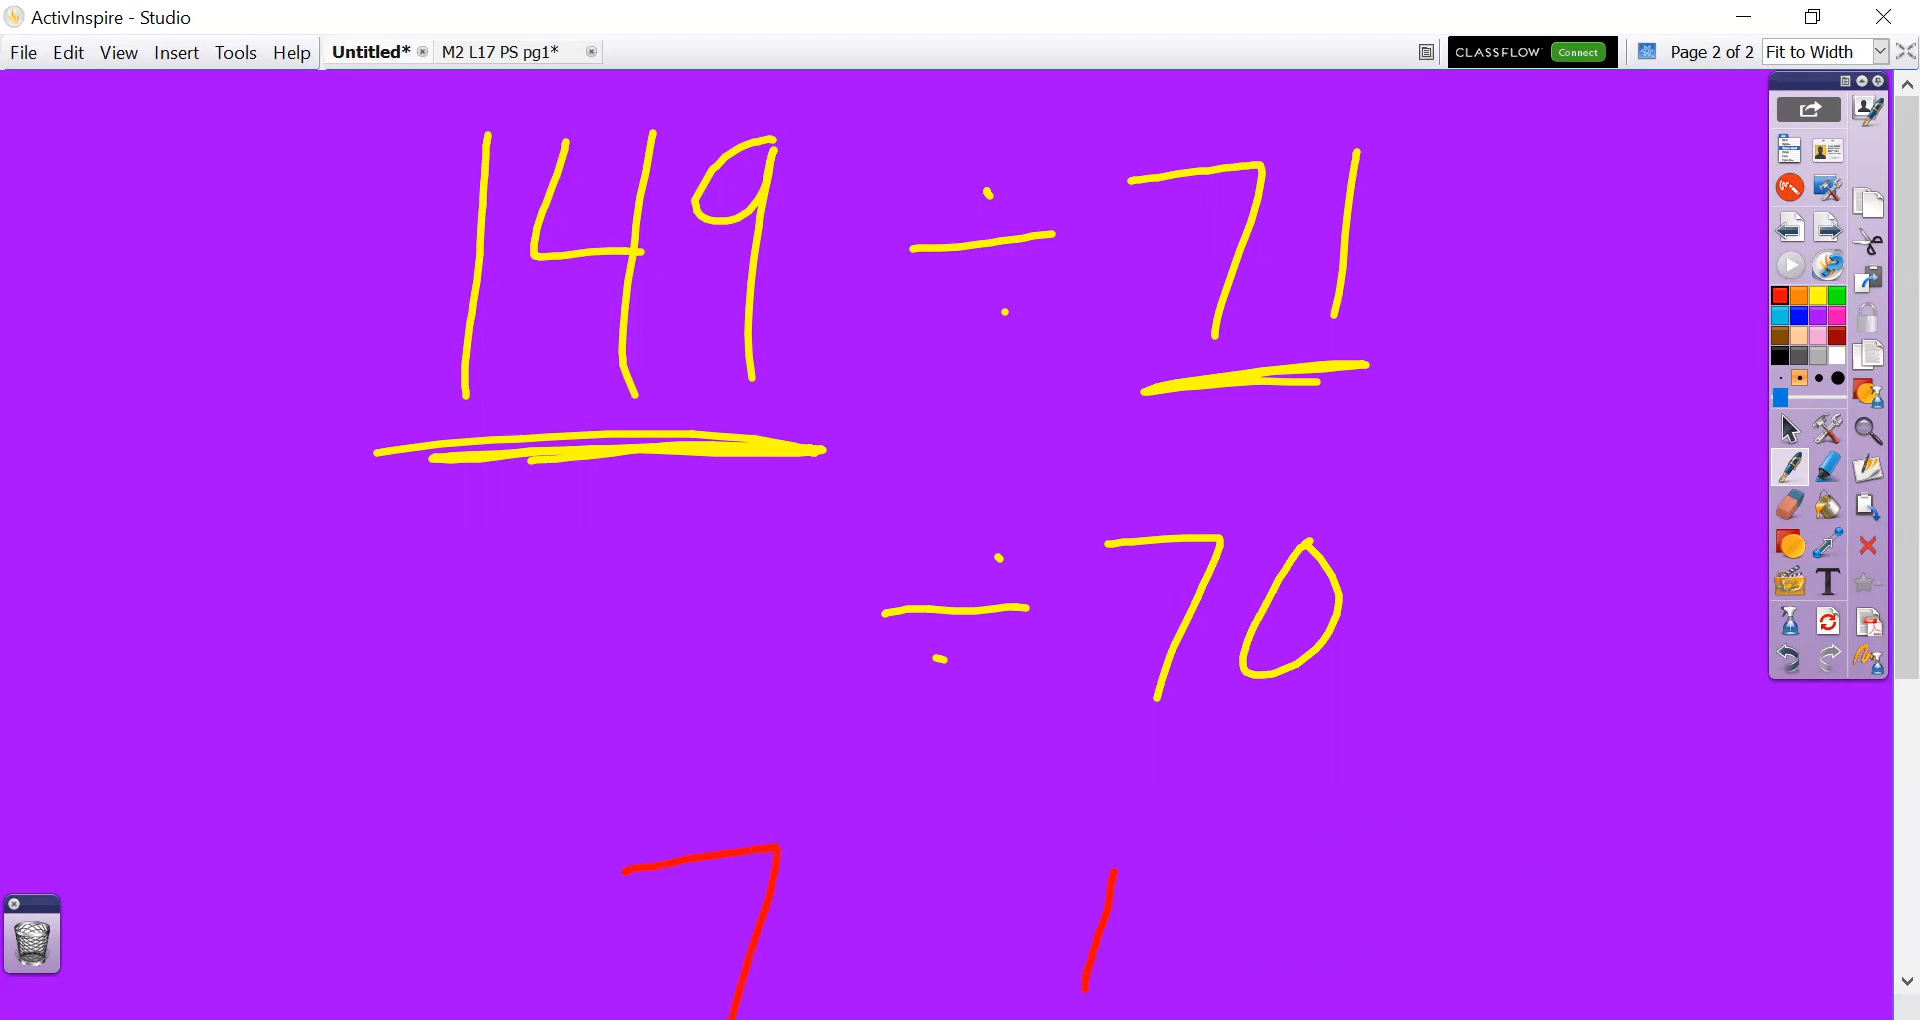 ActivInspire - Studio
File Edit View Insert Tools Help Untitled* M2 L17 PS pg1* CLASSFLOW Connect Page 2 of 2 Fit to Width
149 ÷ 71
÷ 70
7 1